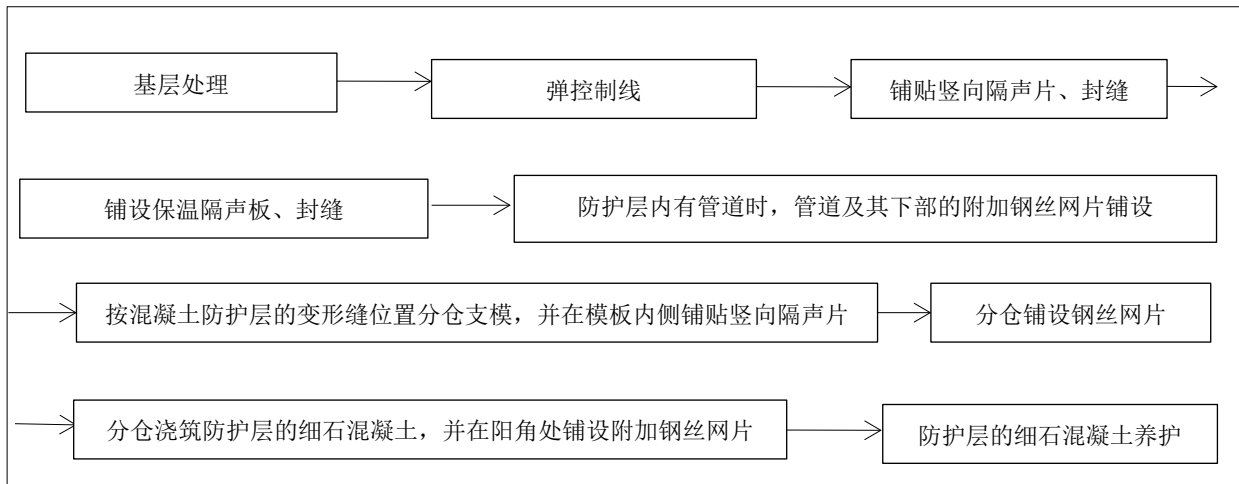 基层处理
弹控制线
铺贴竖向隔声片、封缝
铺设保温隔声板、封缝
防护层内有管道时，管道及其下部的附加钢丝网片铺设
按混凝土防护层的变形缝位置分仓支模，并在模板内侧铺贴竖向隔声片
分仓铺设钢丝网片
分仓浇筑防护层的细石混凝土，并在阳角处铺设附加钢丝网片
防护层的细石混凝土养护